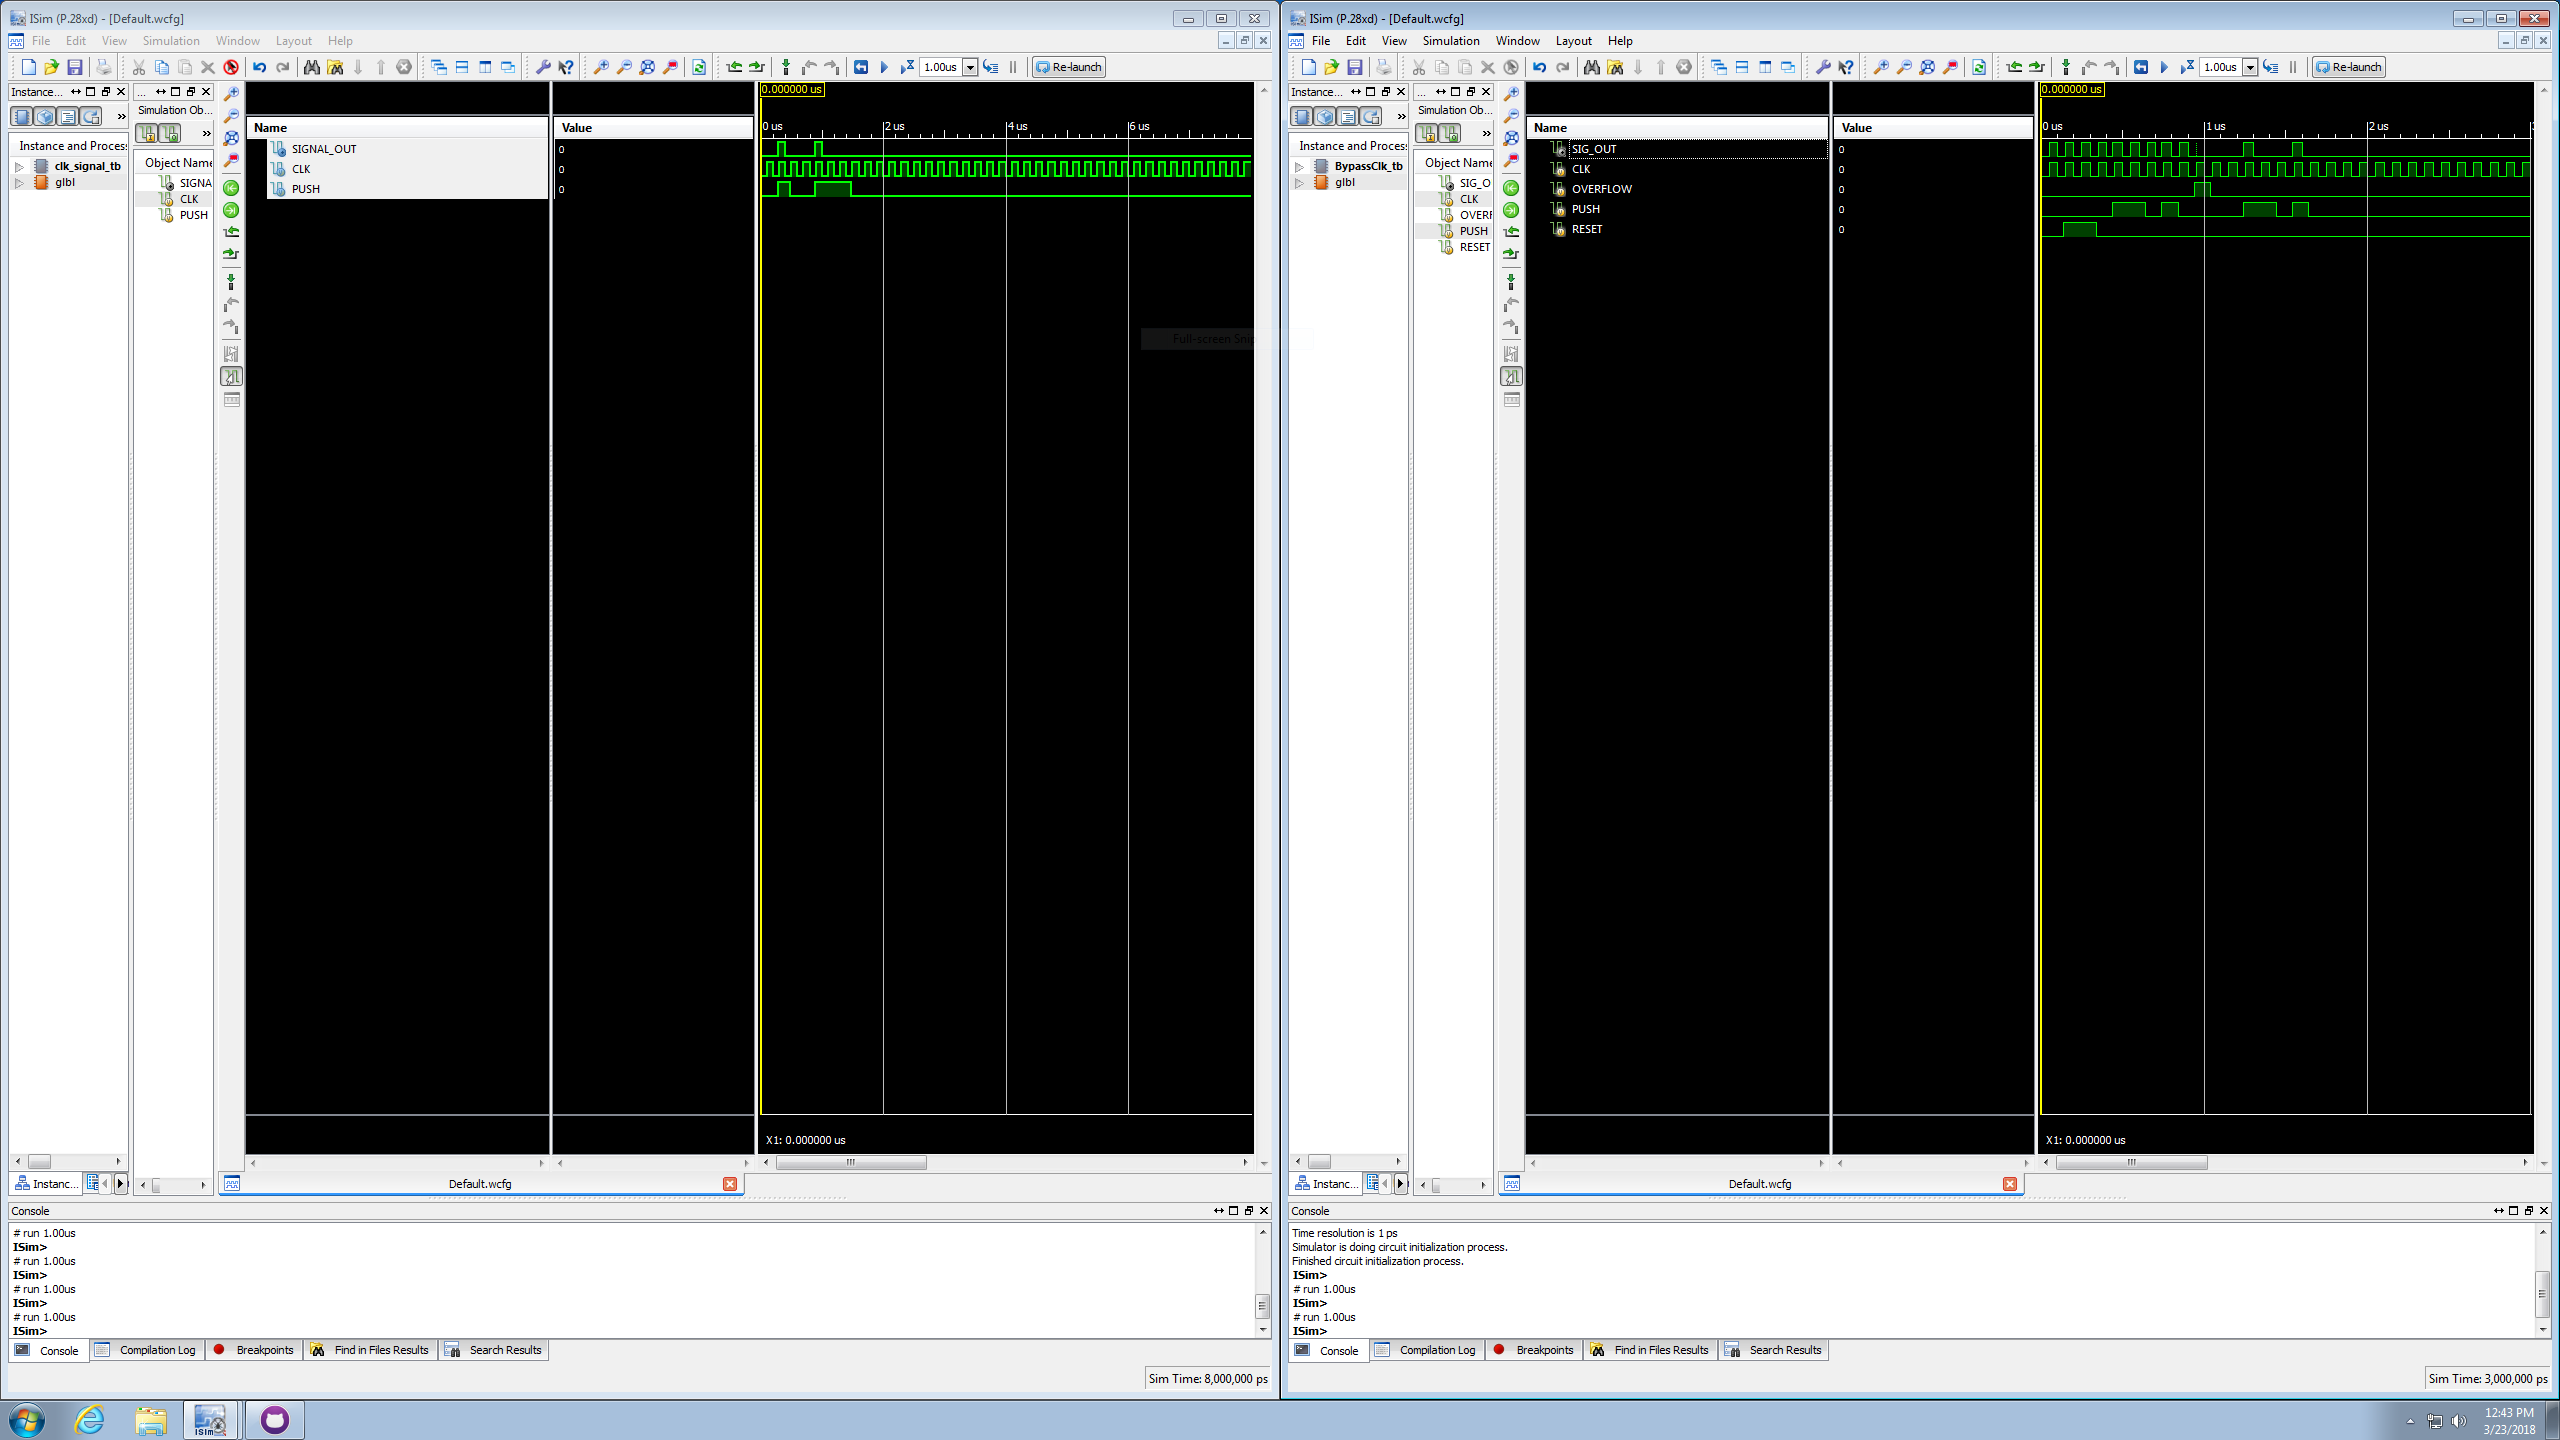 ISim (P.28xd) - [Default.wcfg]
File Edit View Simulation Window Layout Help
1.00us Re-launch
Instance...
Simulation Ob...
Instance and Process
clk_signal_tb
glbl
Object Name
SIGNA
CLK
PUSH
Name Value
SIGNAL_OUT 0
CLK 0
PUSH 0
0.000000 us
0 us 2 us 4 us 6 us
Full-screen Snip
X1: 0.000000 us
Instanc...
Default.wcfg
Console
# run 1.00us
ISim>
# run 1.00us
ISim>
# run 1.00us
ISim>
# run 1.00us
ISim>
Console Compilation Log Breakpoints Find in Files Results Search Results
Sim Time: 8,000,000 ps
ISim (P.28xd) - [Default.wcfg]
File Edit View Simulation Window Layout Help
1.00us Re-launch
Instance...
...
Simulation Ob...
Instance and Process
BypassClk_tb
glbl
Object Name
SIG_O
CLK
OVERF
PUSH
RESET
Name Value
SIG_OUT 0
CLK 0
OVERFLOW 0
PUSH 0
RESET 0
0.000000 us
0 us 1 us 2 us
X1: 0.000000 us
Instanc...
Default.wcfg
Console
Time resolution is 1 ps
Simulator is doing circuit initialization process.
Finished circuit initialization process.
ISim>
# run 1.00us
ISim>
# run 1.00us
ISim>
Console Compilation Log Breakpoints Find in Files Results Search Results
Sim Time: 3,000,000 ps
ISim
12:43 PM
3/23/2018